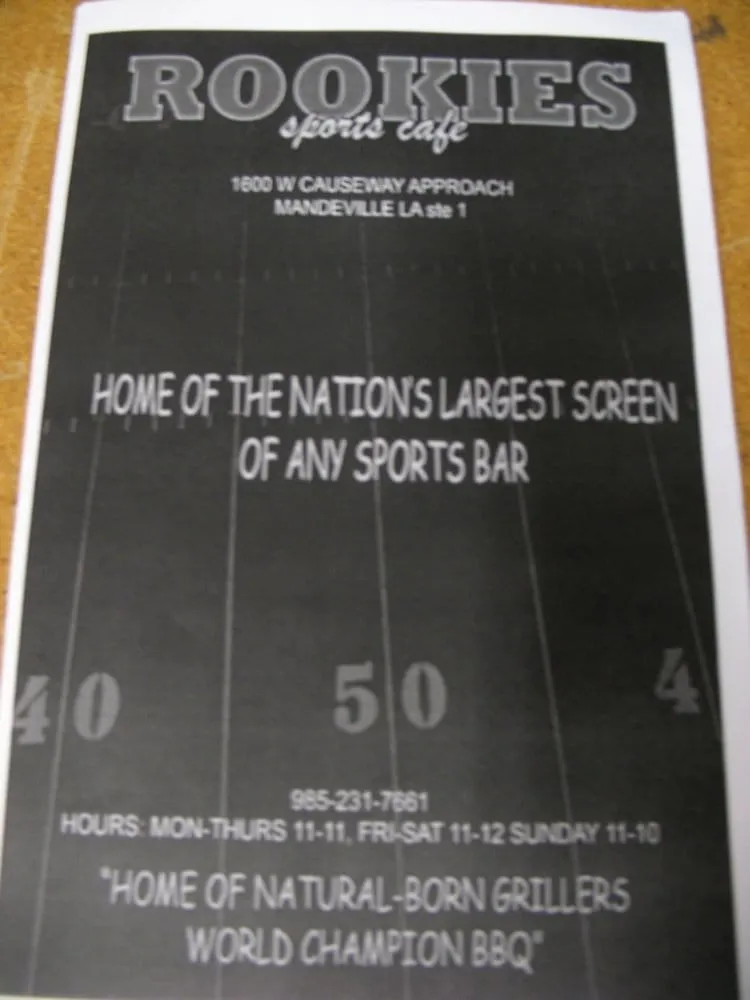 ROOKIES
sports cafe
1600 W CAUSEWAY APPROACH
MANDEVILLE LA ste 1
HOME OF THE NATION'S LARGEST SCREEN
OF ANY SPORTS BAR
40 50 4
985-231-7661
HOURS: MON-THURS 11-11, FRI-SAT 11-12 SUNDAY 11-10
"HOME OF NATURAL-BORN GRILLERS
WORLD CHAMPION BBQ"